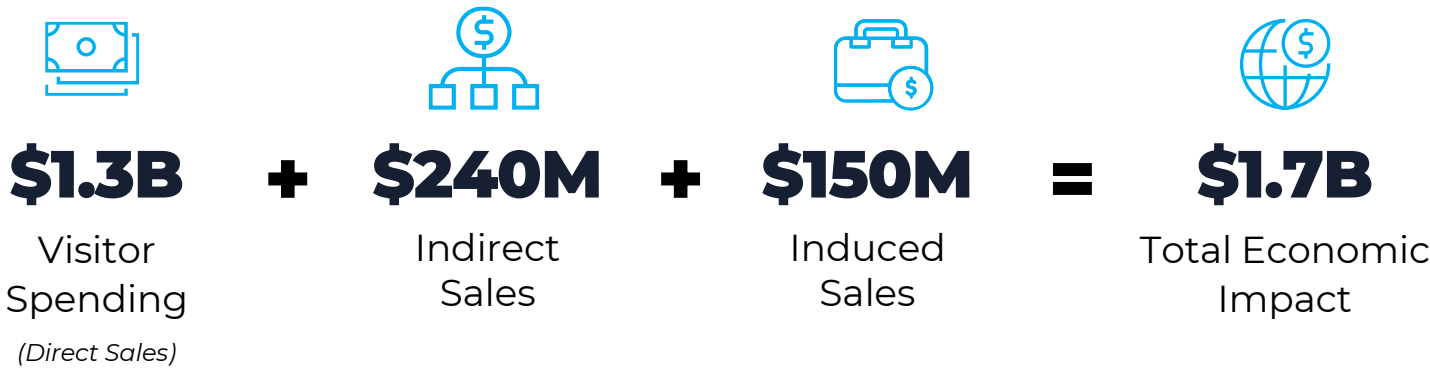 $1.3B + $240M + $150M = $1.7B
Visitor
Spending
(Direct Sales)
Indirect
Sales
Induced
Sales
Total Economic
Impact